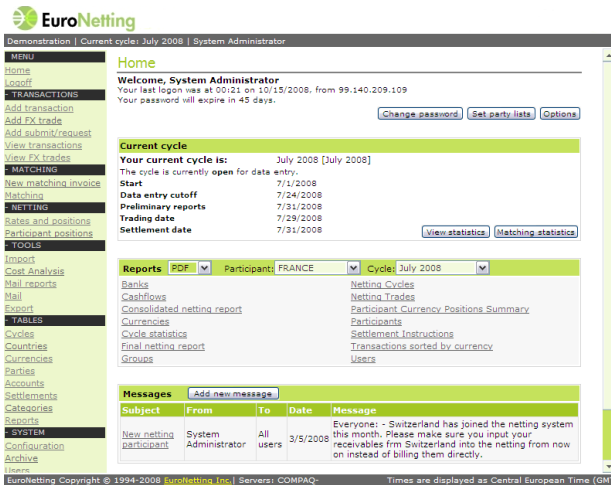 EuroNetting
Demonstration | Current cycle: July 2008 | System Administrator
MENU
Home
Logoff
- TRANSACTIONS
Add transaction
Add FX trade
Add submit/request
View transactions
View FX trades
- MATCHING
New matching invoice
Matching
- NETTING
Rates and positions
Participant positions
- TOOLS
Import
Cost Analysis
Mail reports
Mail
Export
- TABLES
Cycles
Countries
Currencies
Parties
Accounts
Settlements
Categories
Reports
- SYSTEM
Configuration
Archive
Users
Home
Welcome, System Administrator
Your last logon was at 00:21 on 10/15/2008, from 99.140.209.109
Your password will expire in 45 days.
Change password Set party lists Options
Current cycle
Your current cycle is: July 2008 [July 2008]
The cycle is currently open for data entry.
Start 7/1/2008
Data entry cutoff 7/24/2008
Preliminary reports 7/31/2008
Trading date 7/29/2008
Settlement date 7/31/2008
View statistics Matching statistics
Reports PDF Participant: FRANCE Cycle: July 2008
Banks Netting Cycles
Cashflows Netting Trades
Consolidated netting report Participant Currency Positions Summary
Currencies Participants
Cycle statistics Settlement Instructions
Final netting report Transactions sorted by currency
Groups Users
Messages Add new message
Subject From To Date Message
New netting participant System Administrator All users 3/5/2008 Everyone: - Switzerland has joined the netting system
this month. Please make sure you input your
receivables frm Switzerland into the netting from now
on instead of billing them directly.
EuroNetting Copyright © 1994-2008 EuroNetting Inc.| Servers: COMPAQ- Times are displayed as Central European Time (GM